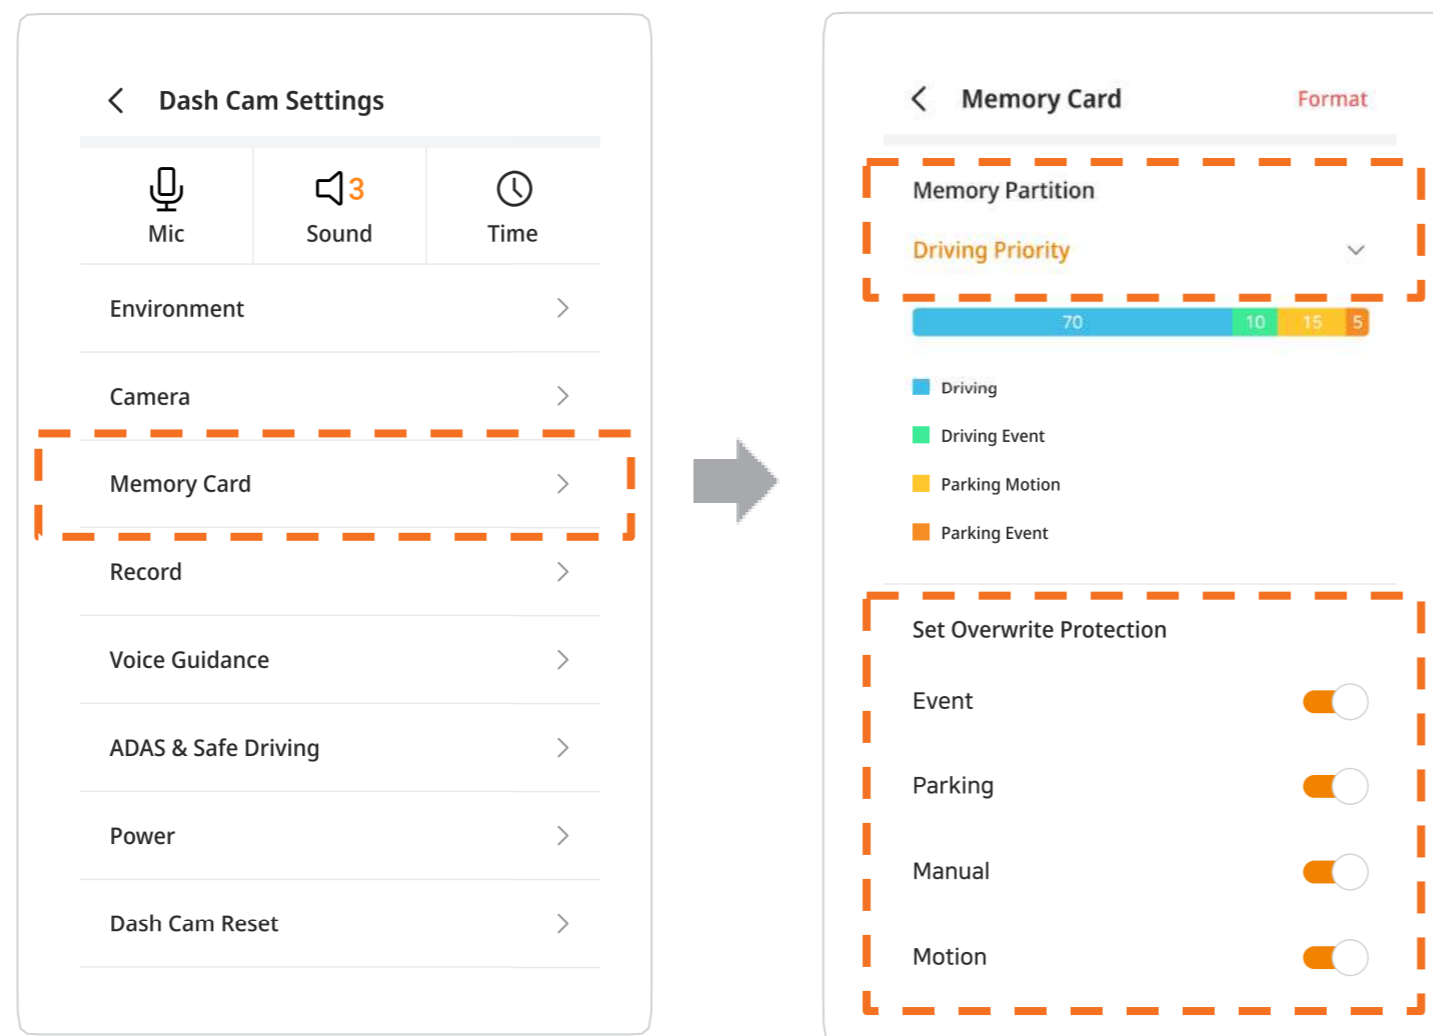 Dash Cam Settings
3
Mic
Sound
Time
Environment
Camera
Memory Card
Record
Voice Guidance
ADAS & Safe Driving
Power
Dash Cam Reset
Memory Card
Format
Memory Partition
Driving Priority
70 10 15 5
Driving
Driving Event
Parking Motion
Parking Event
Set Overwrite Protection
Event
Parking
Manual
Motion